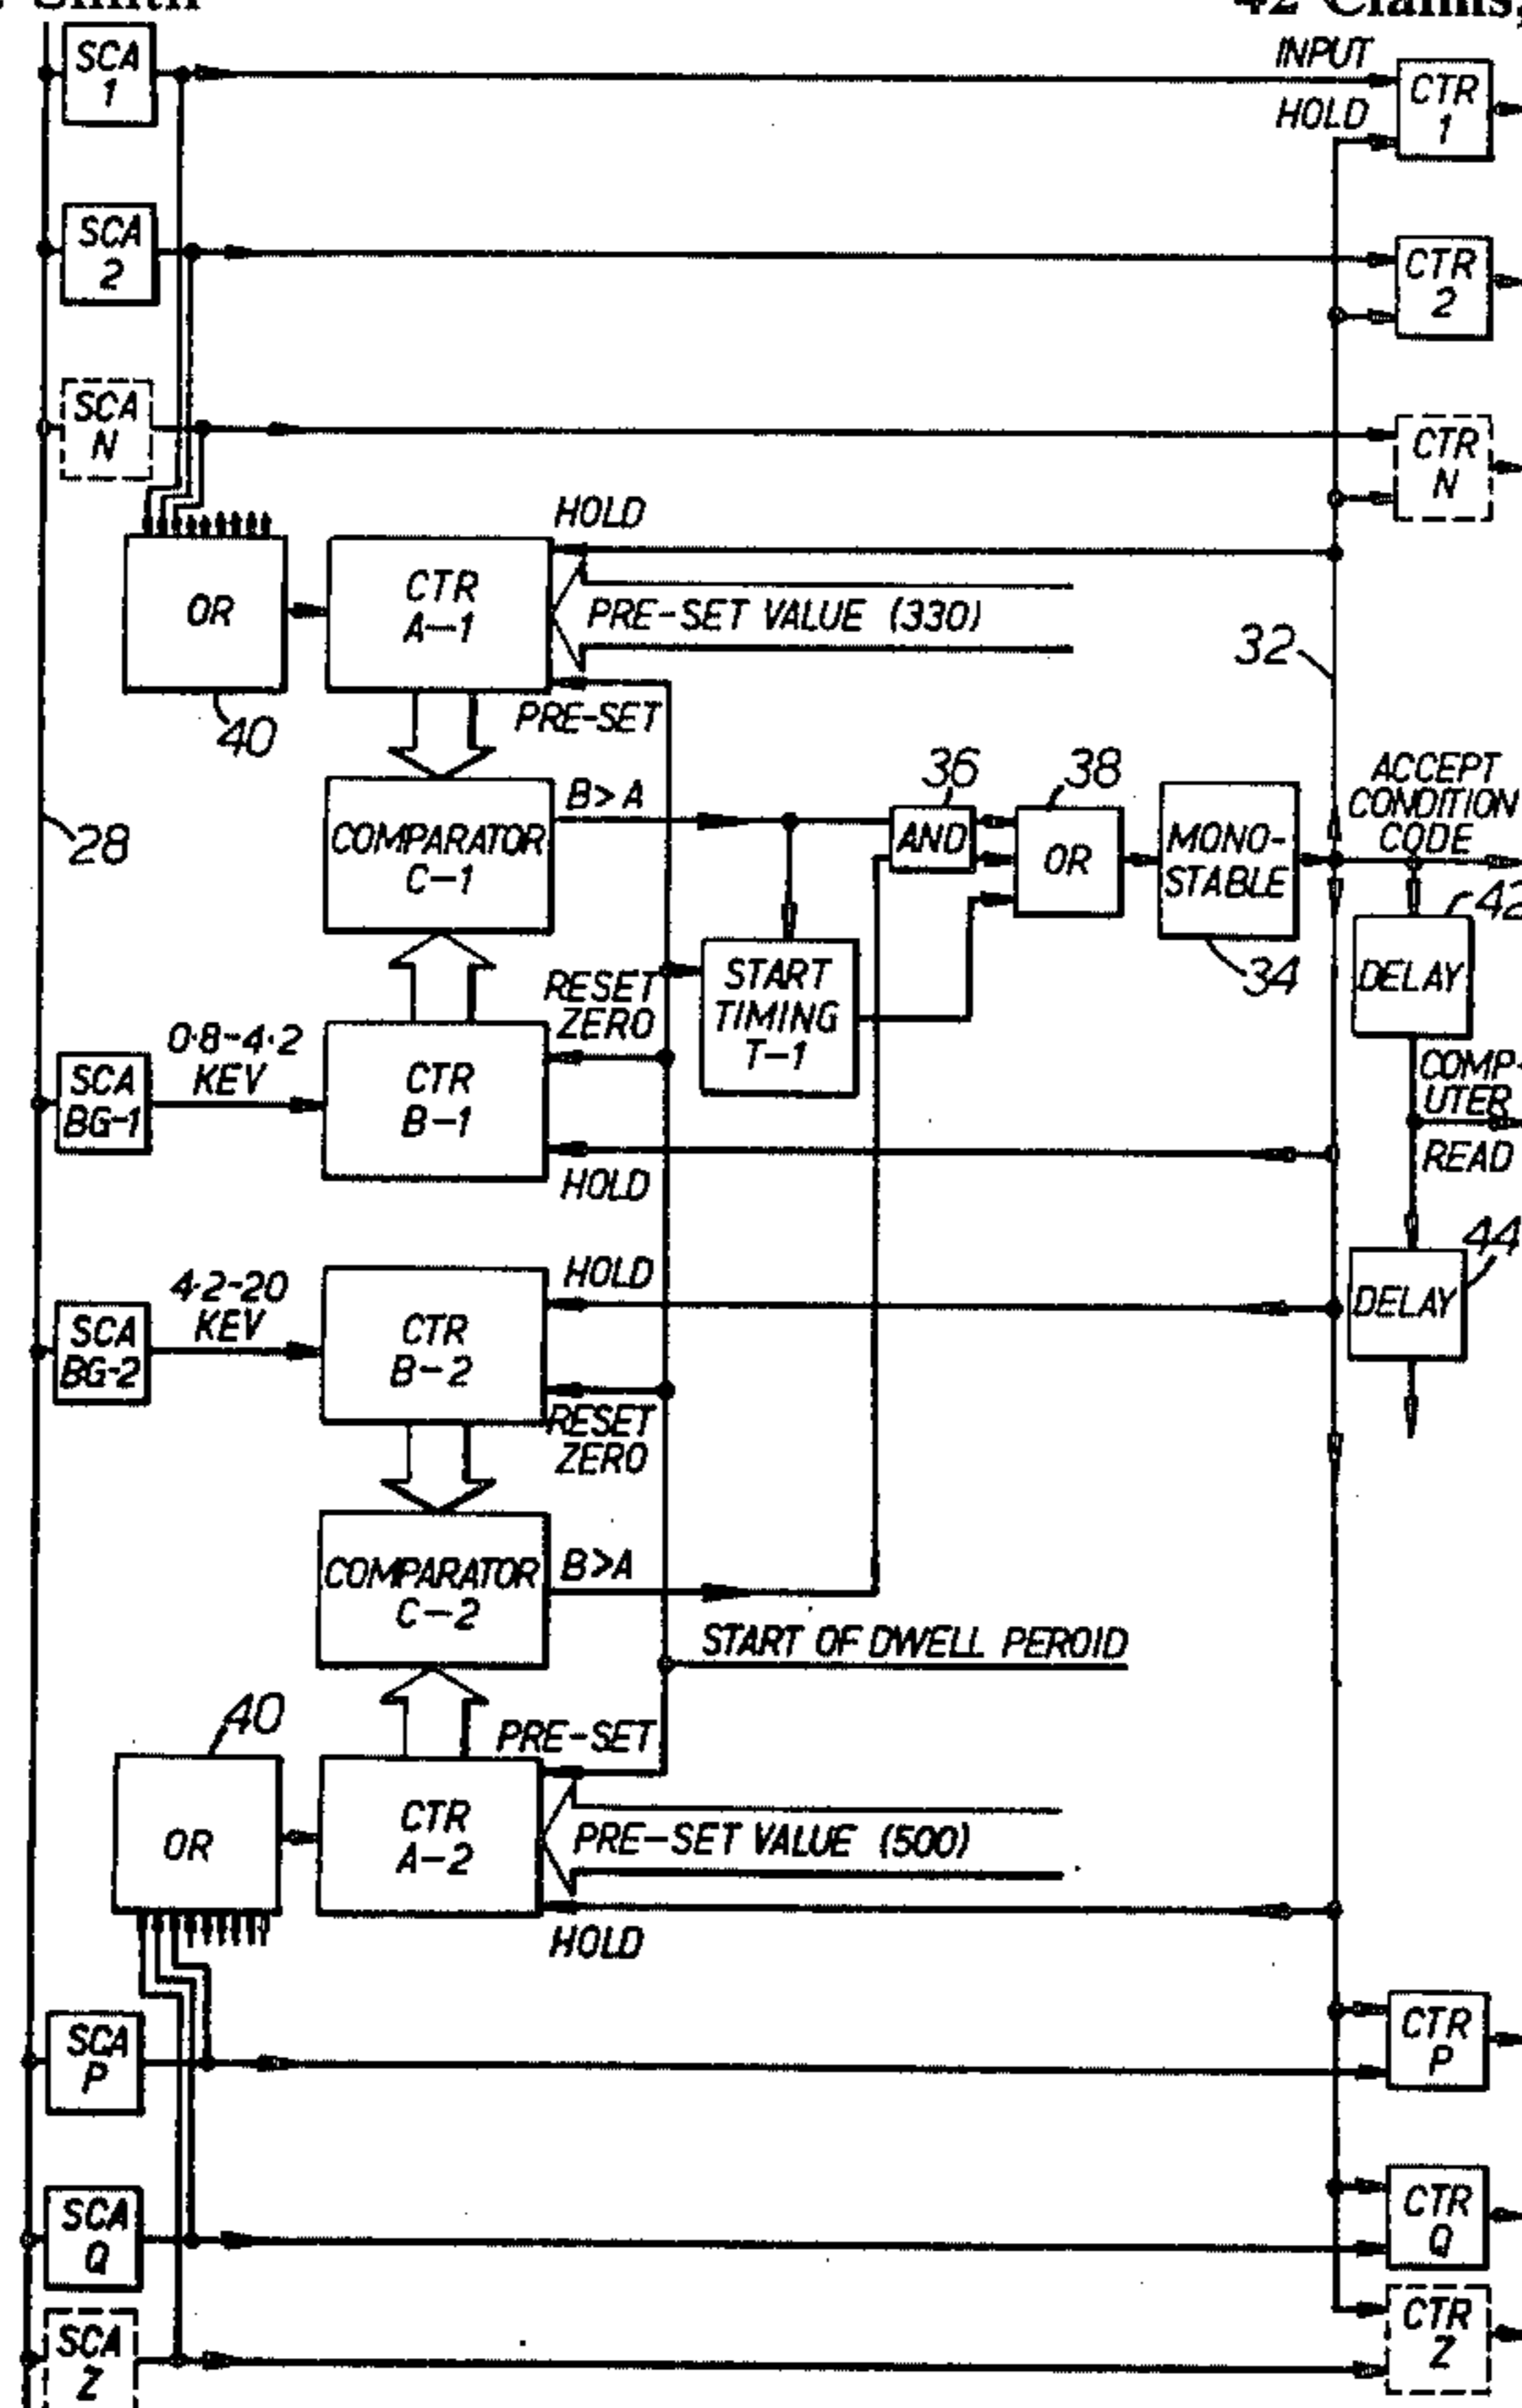 Smith
42 Claims,
SCA
1
INPUT
HOLD
CTR
1
SCA
2
CTR
2
SCA
N
CTR
N
HOLD
OR
CTR
A-1
PRE-SET VALUE (330)
32
40
PRE-SET
28
COMPARATOR
C-1
B>A
36
AND
38
OR
MONO-
STABLE
34
ACCEPT
CONDITION
CODE
42
DELAY
START
TIMING
T-1
RESET
ZERO
0·8-4·2
KEV
SCA
BG-1
CTR
B-1
HOLD
COMP-
UTER
READ
44
DELAY
4·2-20
KEV
SCA
BG-2
CTR
B-2
HOLD
RESET
ZERO
COMPARATOR
C-2
B>A
START OF DWELL PEROID
40
PRE-SET
OR
CTR
A-2
PRE-SET VALUE (500)
HOLD
SCA
P
CTR
P
SCA
Q
CTR
Q
SCA
Z
CTR
Z